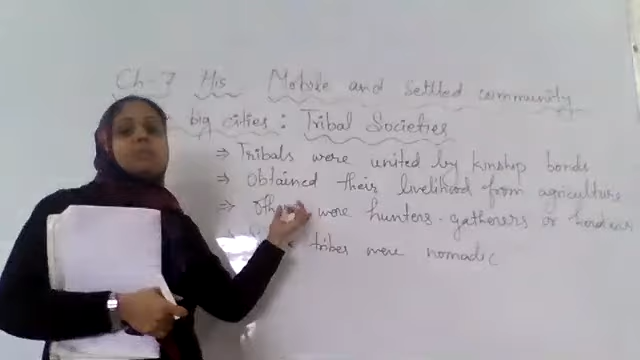 Ch-7 His Mobile and Settled community
big cities: Tribal Societies
⇒ Tribals were united by kinship bonds
⇒ Obtained their livelihood from agriculture
⇒ were hunters-gatherers or herders
tribes were nomadic